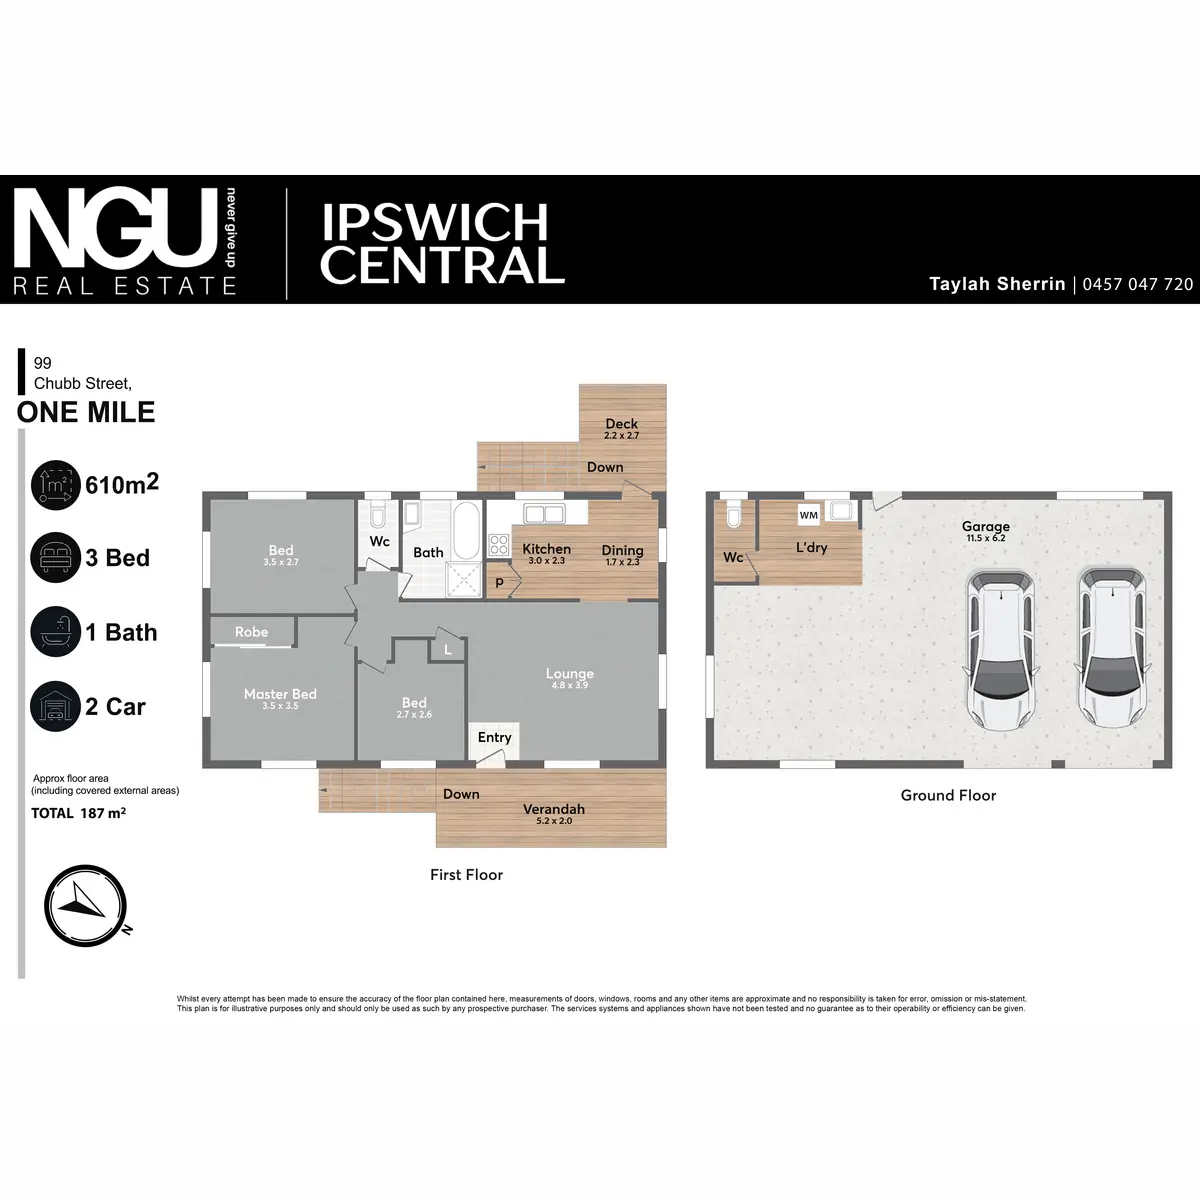 NGU
never give up
REAL ESTATE
IPSWICH
CENTRAL
Taylah Sherrin | 0457 047 720
99
Chubb Street,
ONE MILE
m²
610m2
3 Bed
1 Bath
2 Car
Approx floor area
(including covered external areas)
TOTAL 187 m²
N
Deck
2.2 x 2.7
Down
Bed
3.5 x 2.7
Wc
Bath
Kitchen
3.0 x 2.3
Dining
1.7 x 2.3
P
Robe
L
Master Bed
3.5 x 3.5
Bed
2.7 x 2.6
Lounge
4.8 x 3.9
Entry
Down
Verandah
5.2 x 2.0
First Floor
Wc
WM
L'dry
Garage
11.5 x 6.2
Ground Floor
Whilst every attempt has been made to ensure the accuracy of the floor plan contained here, measurements of doors, windows, rooms and any other items are approximate and no responsibility is taken for error, omission or mis-statement.
This plan is for illustrative purposes only and should only be used as such by any prospective purchaser. The services systems and appliances shown have not been tested and no guarantee as to their operability or efficiency can be given.